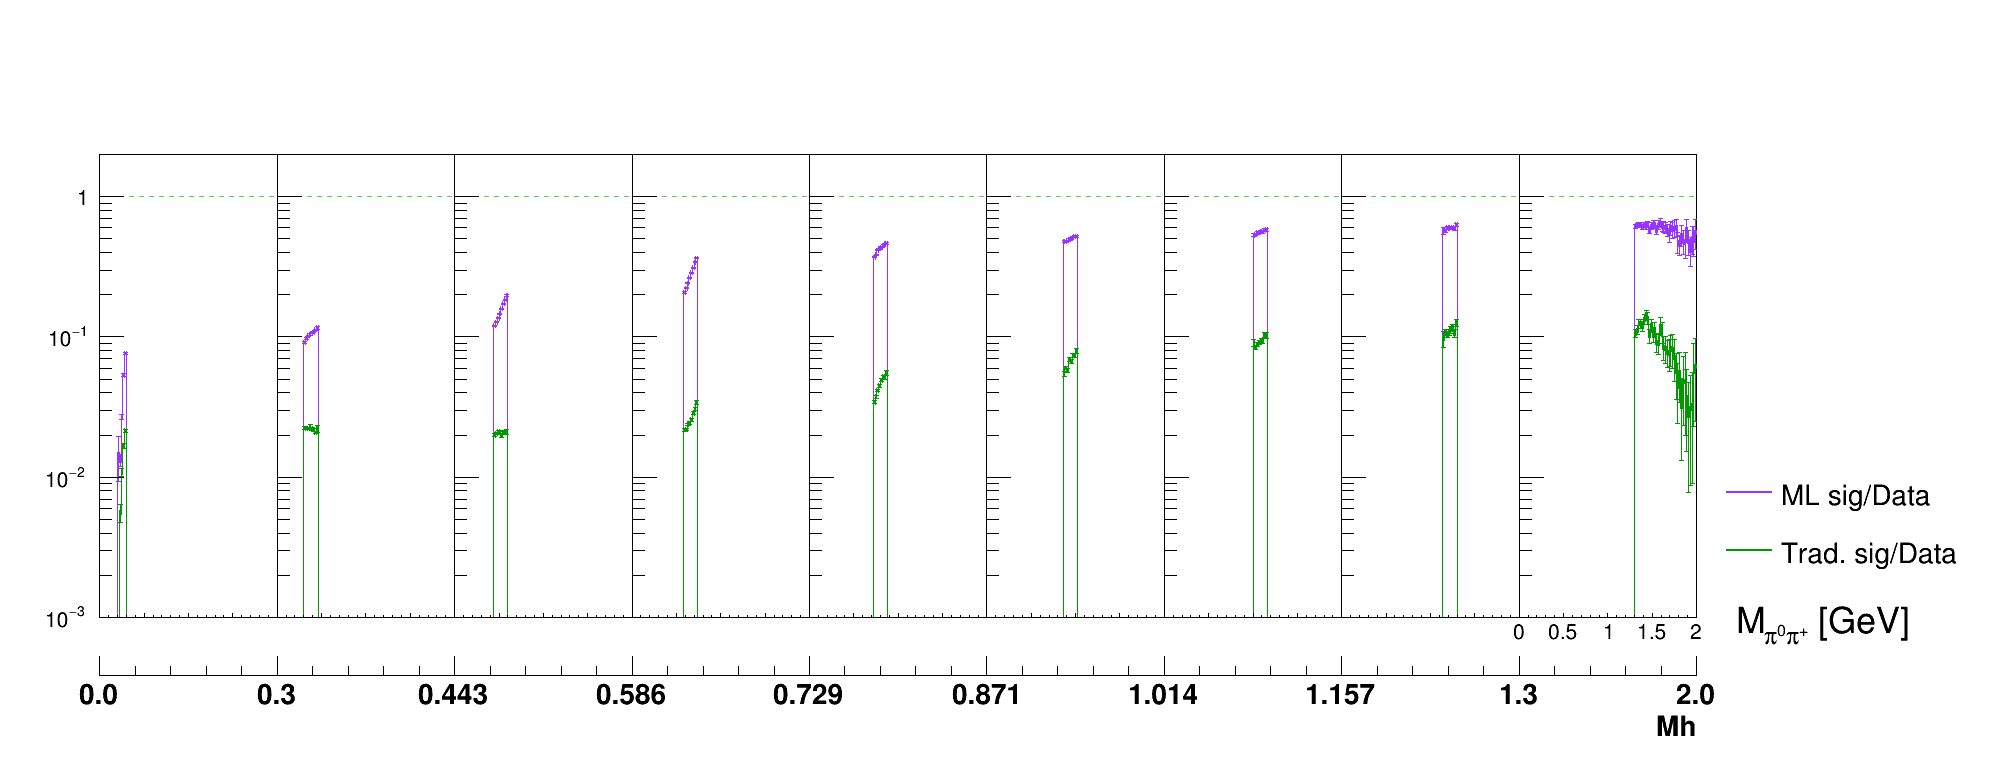 1
10⁻¹
10⁻²
10⁻³
ML sig/Data
Trad. sig/Data
0 0.5 1 1.5 2
M_π⁰π⁺ [GeV]
0.0 0.3 0.443 0.586 0.729 0.871 1.014 1.157 1.3 2.0
Mh